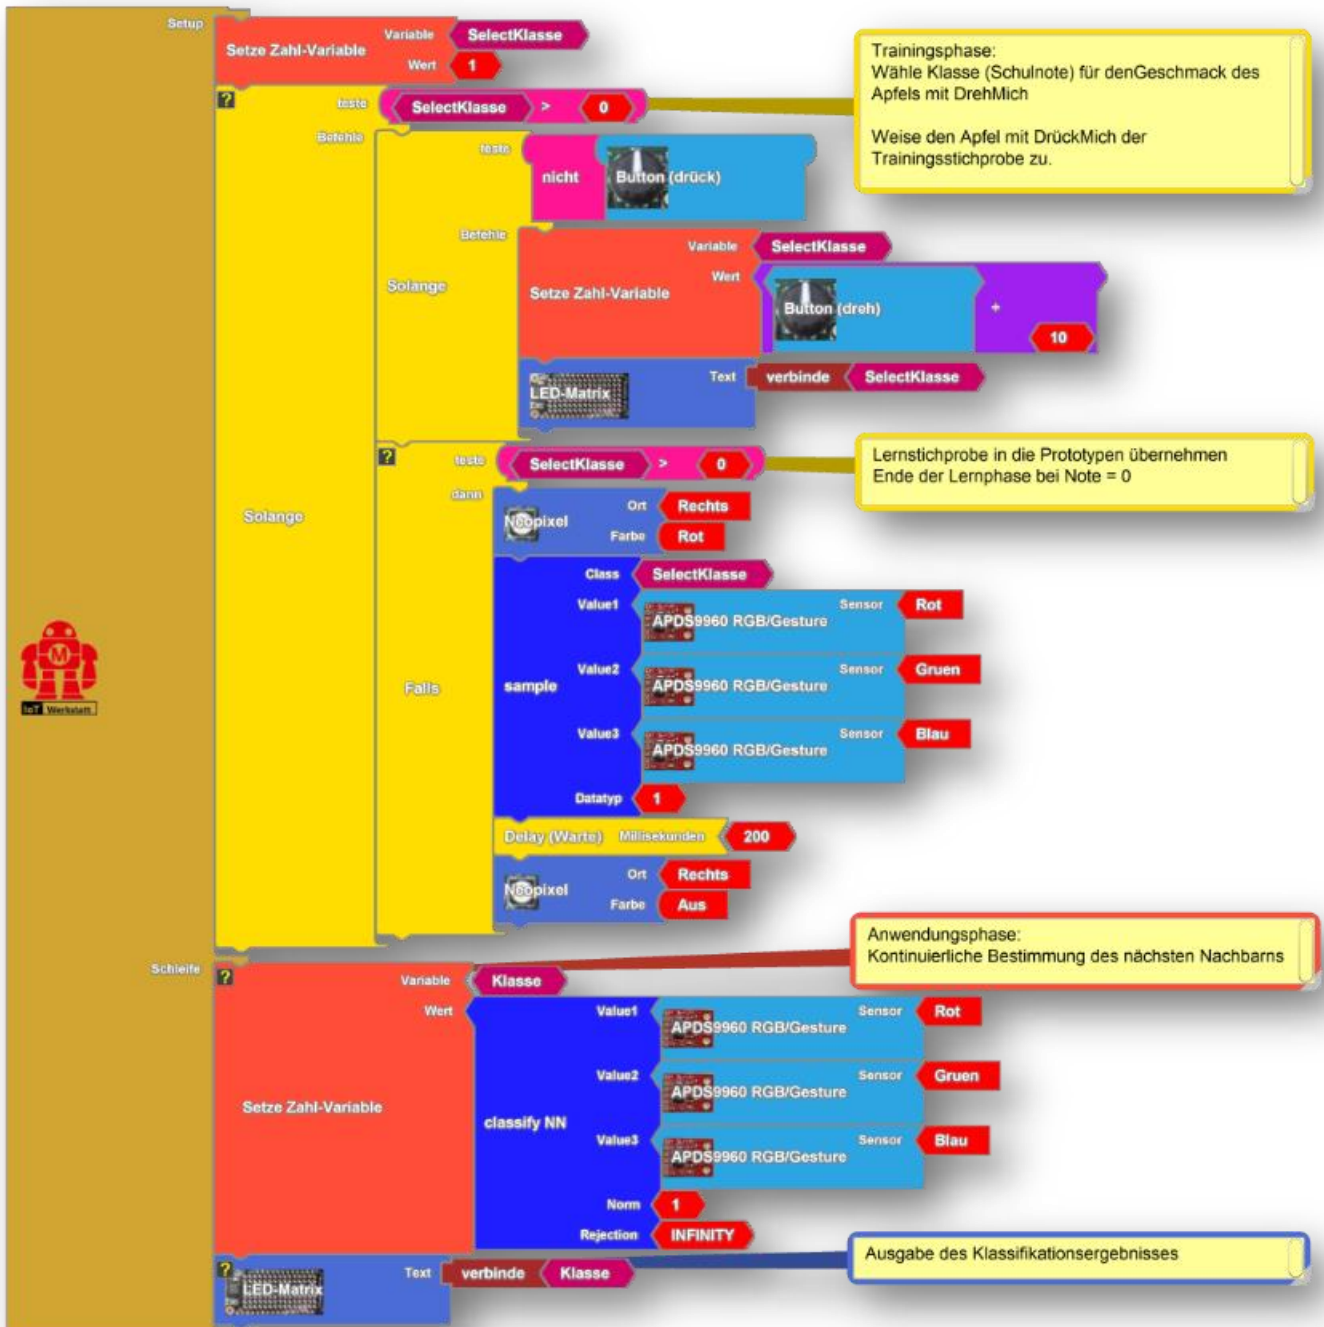 Setup
Setze Zahl-Variable
Variable
SelectKlasse
Wert
1
Trainingsphase:
Wähle Klasse (Schulnote) für denGeschmack des
Apfels mit DrehMich
Weise den Apfel mit DrückMich der
Trainingsstichprobe zu.
?
Solange
teste
SelectKlasse > 0
Befehle
Solange
teste
nicht
Button (drück)
Befehle
Setze Zahl-Variable
Variable
SelectKlasse
Wert
Button (dreh)
+
10
LED-Matrix
Text
verbinde
SelectKlasse
?
Falls
teste
SelectKlasse > 0
Lernstichprobe in die Prototypen übernehmen
Ende der Lernphase bei Note = 0
dann
Neopixel
Ort
Rechts
Farbe
Rot
sample
Class
SelectKlasse
Value1
APDS9960 RGB/Gesture
Sensor
Rot
Value2
APDS9960 RGB/Gesture
Sensor
Gruen
Value3
APDS9960 RGB/Gesture
Sensor
Blau
Datatyp
1
Delay (Warte) Millisekunden 200
Neopixel
Ort
Rechts
Farbe
Aus
M
IoT Werkstatt
Schleife
?
Setze Zahl-Variable
Variable
Klasse
Anwendungsphase:
Kontinuierliche Bestimmung des nächsten Nachbarns
Wert
classify NN
Value1
APDS9960 RGB/Gesture
Sensor
Rot
Value2
APDS9960 RGB/Gesture
Sensor
Gruen
Value3
APDS9960 RGB/Gesture
Sensor
Blau
Norm
1
Rejection
INFINITY
?
LED-Matrix
Text
verbinde
Klasse
Ausgabe des Klassifikationsergebnisses